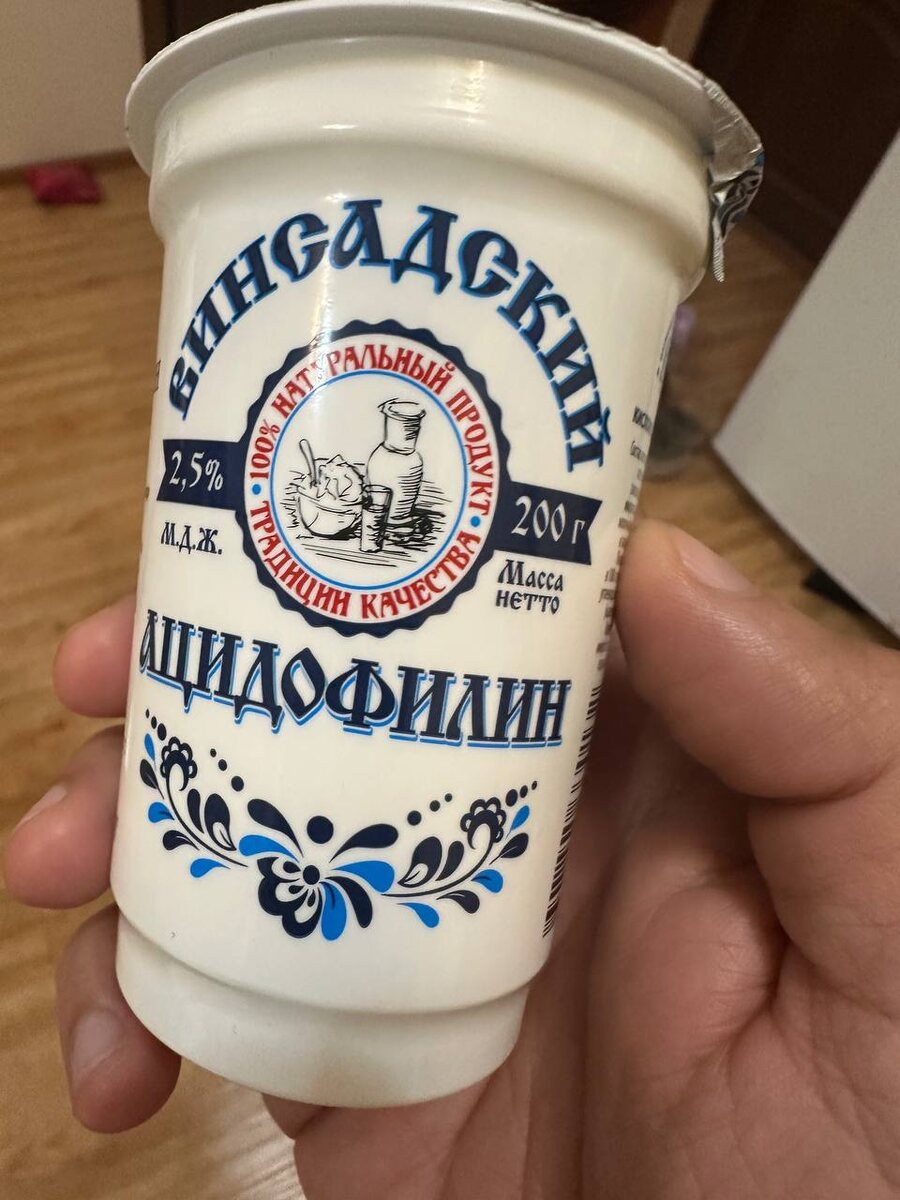 ВИНСАДСКИЙ
100% НАТУРАЛЬНЫЙ ПРОДУКТ
• ТРАДИЦИИ КАЧЕСТВА •
2,5%
М.Д.Ж.
200 г
Масса
нетто
АЦИДОФИЛИН